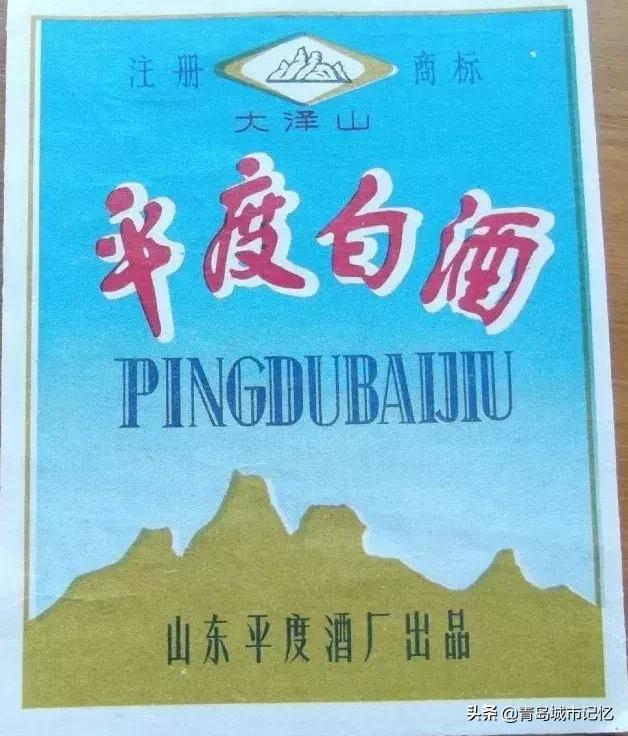 注册 商标
大泽山
平度白酒
PINGDUBAIJIU
山东平度酒厂出品
头条 @青岛城市记忆